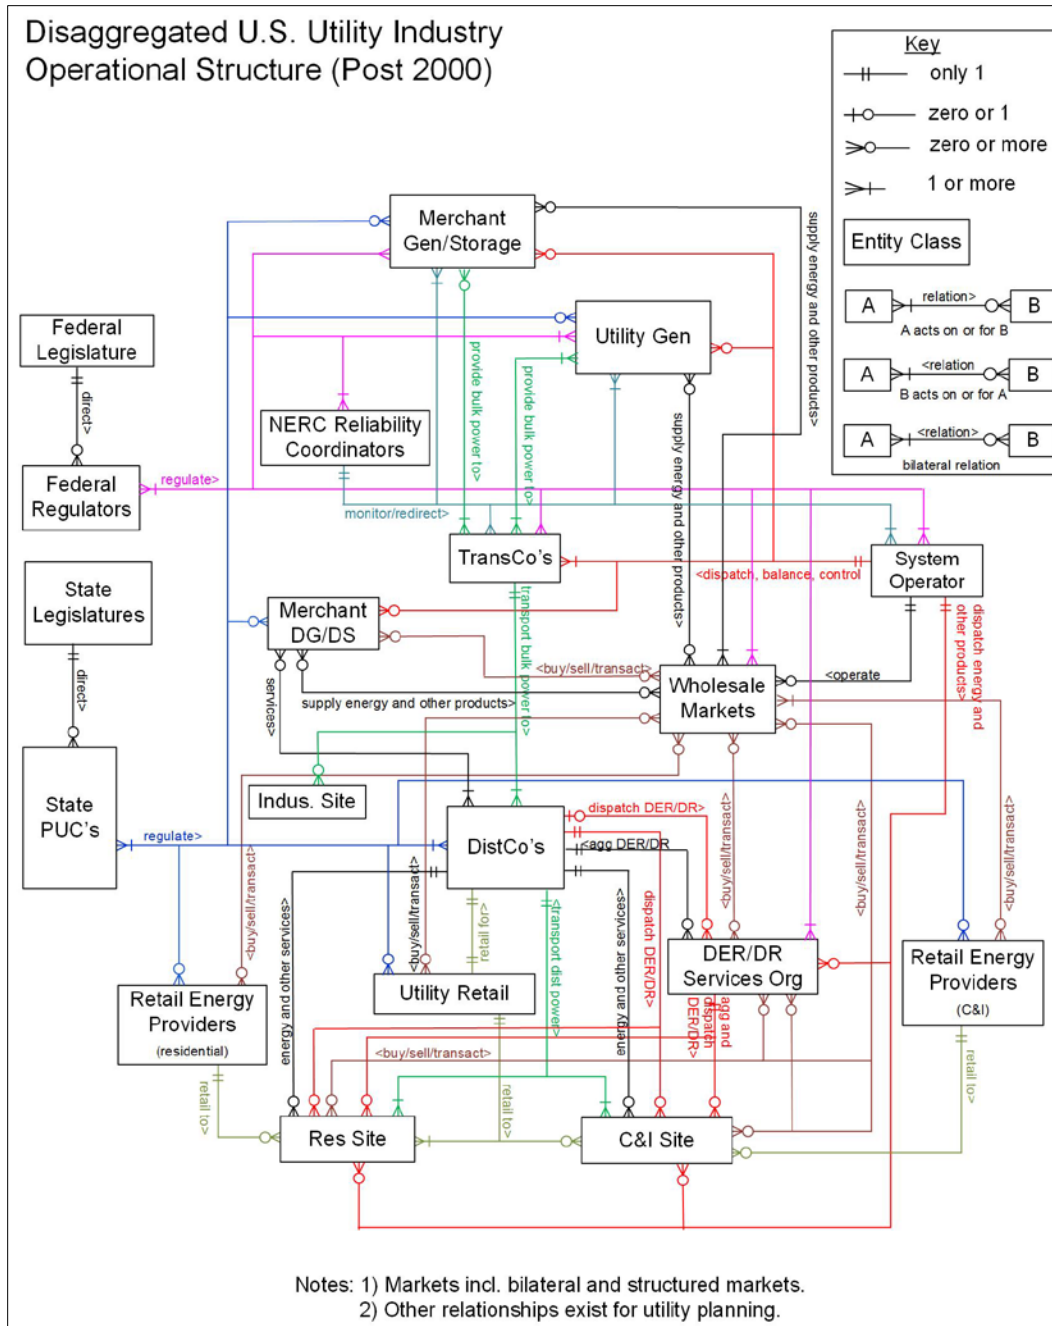 Disaggregated U.S. Utility Industry
Operational Structure (Post 2000)
Key
only 1
zero or 1
zero or more
1 or more
Entity Class
A
relation>
B
A acts on or for B
A
<relation
B
B acts on or for A
A
<relation>
B
bilateral relation
Merchant
Gen/Storage
supply energy and other products>
Utility Gen
Federal
Legislature
direct>
provide bulk power to>
provide bulk power to>
NERC Reliability
Coordinators
supply energy and other products>
Federal
Regulators
regulate>
monitor/redirect>
TransCo's
<dispatch, balance, control
System
Operator
State
Legislatures
direct>
Merchant
DG/DS
transport bulk power to>
dispatch energy and
other products>
<buy/sell/transact>
<operate
services>
supply energy and other products>
Wholesale
Markets
State
PUC's
Indus. Site
regulate>
DistCo's
dispatch DER/DR>
<agg DER/DR
<buy/sell/transact>
<buy/sell/transact>
<buy/sell/transact>
<buy/sell/transact>
<buy/sell/transact>
energy and other services>
retail for>
<transport dist power>
energy and other services>
dispatch DER/DR>
DER/DR
Services Org
Retail Energy
Providers
(C&I)
Retail Energy
Providers
(residential)
Utility Retail
agg and
dispatch
DER/DR>
<buy/sell/transact>
retail to>
retail to>
retail to>
Res Site
C&I Site
Notes: 1) Markets incl. bilateral and structured markets.
2) Other relationships exist for utility planning.